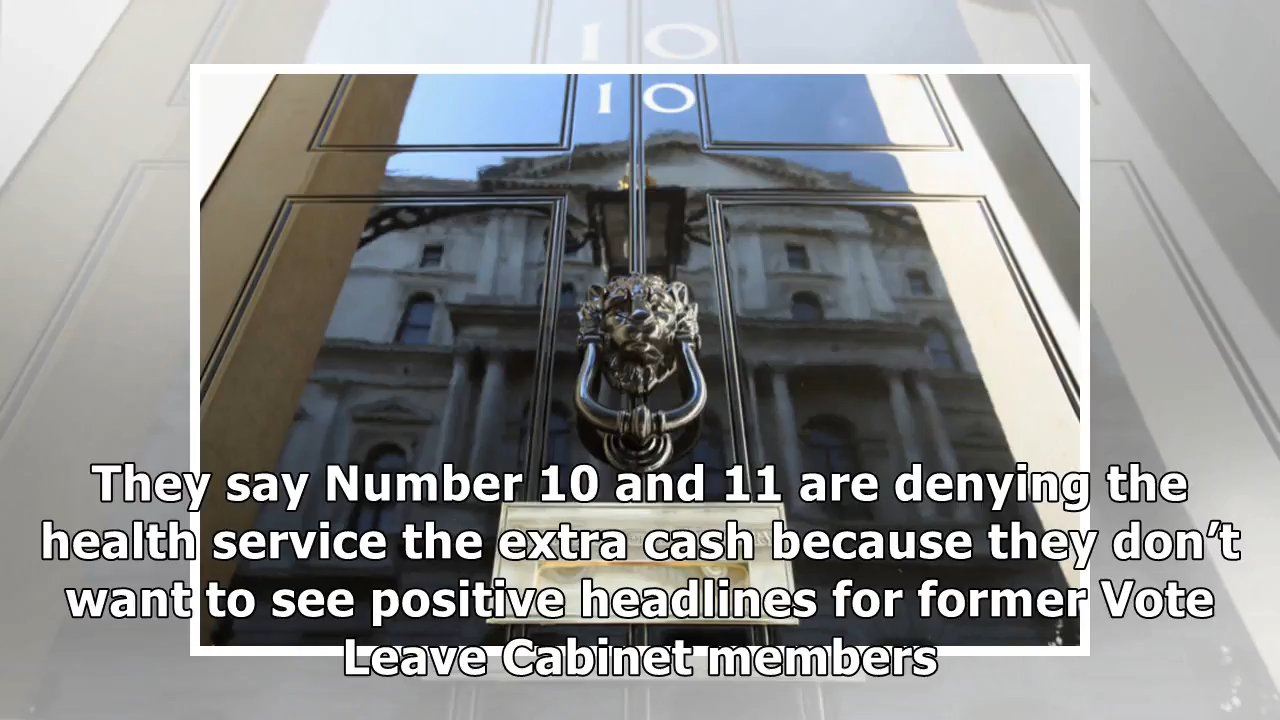 10
10
They say Number 10 and 11 are denying the
health service the extra cash because they don’t
want to see positive headlines for former Vote
Leave Cabinet members